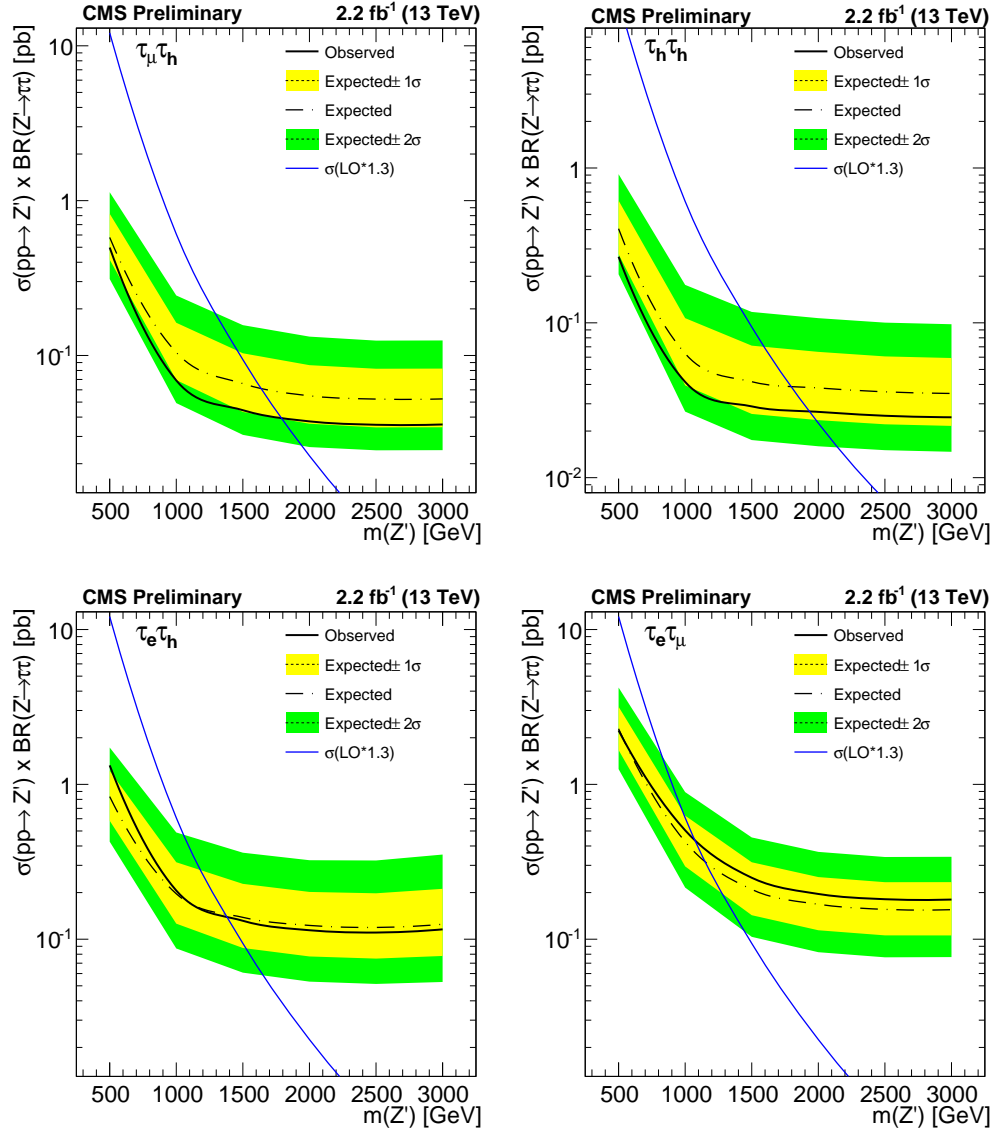 CMS Preliminary 2.2 fb⁻¹ (13 TeV)
τμτh
Observed
Expected± 1σ
Expected
Expected± 2σ
σ(LO*1.3)
σ(pp→ Z') x BR(Z'→ττ) [pb]
10
1
10⁻¹
500 1000 1500 2000 2500 3000
m(Z') [GeV]
CMS Preliminary 2.2 fb⁻¹ (13 TeV)
τhτh
Observed
Expected± 1σ
Expected
Expected± 2σ
σ(LO*1.3)
σ(pp→ Z') x BR(Z'→ττ) [pb]
1
10⁻¹
10⁻²
500 1000 1500 2000 2500 3000
m(Z') [GeV]
CMS Preliminary 2.2 fb⁻¹ (13 TeV)
τeτh
Observed
Expected± 1σ
Expected
Expected± 2σ
σ(LO*1.3)
σ(pp→ Z') x BR(Z'→ττ) [pb]
10
1
10⁻¹
500 1000 1500 2000 2500 3000
m(Z') [GeV]
CMS Preliminary 2.2 fb⁻¹ (13 TeV)
τeτμ
Observed
Expected± 1σ
Expected
Expected± 2σ
σ(LO*1.3)
σ(pp→ Z') x BR(Z'→ττ) [pb]
10
1
10⁻¹
500 1000 1500 2000 2500 3000
m(Z') [GeV]